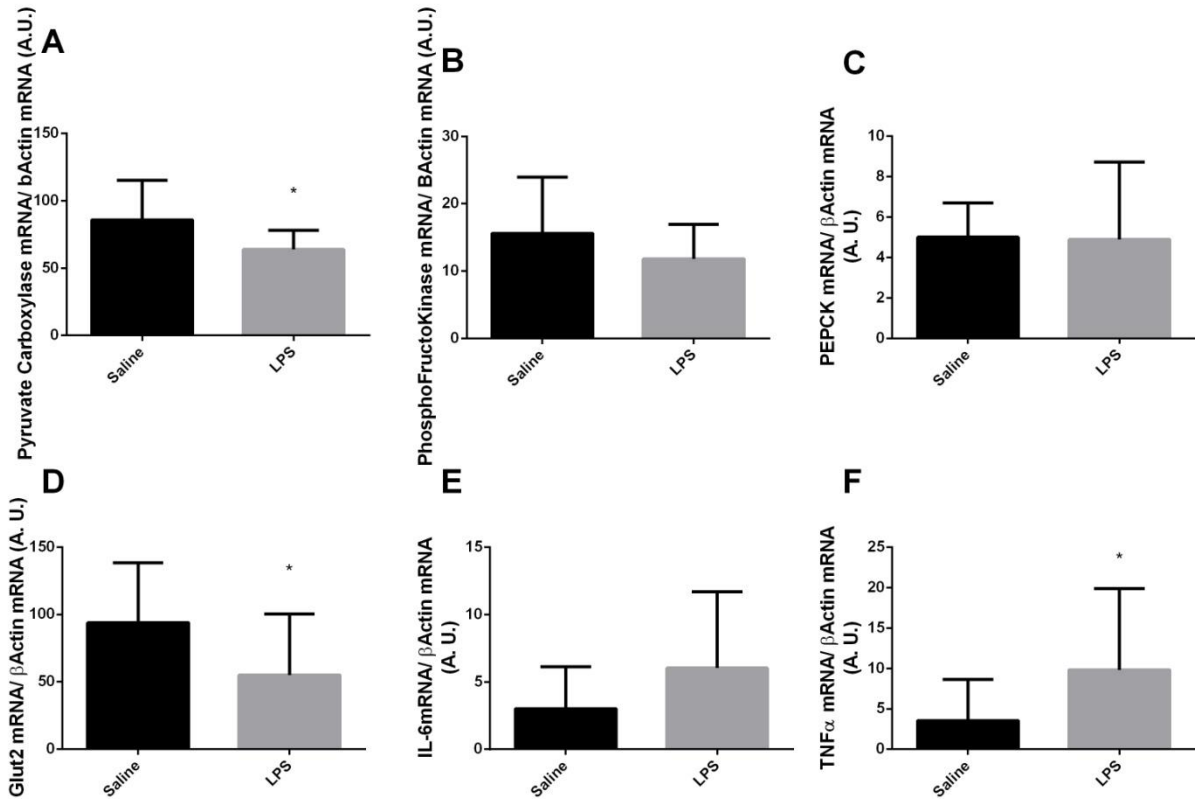 A
Pyruvate Carboxylase mRNA/ bActin mRNA (A.U.)
150
100
50
0
*
Saline
LPS
B
PhosphoFructoKinase mRNA/ BActin mRNA (A.U.)
30
20
10
0
Saline
LPS
C
PEPCK mRNA/ βActin mRNA
(A. U.)
10
8
6
4
2
0
Saline
LPS
D
Glut2 mRNA/ βActin mRNA (A. U.)
150
100
50
0
*
Saline
LPS
E
IL-6mRNA/ βActin mRNA
(A. U.)
15
10
5
0
Saline
LPS
F
TNFα mRNA/ βActin mRNA
(A. U.)
25
20
15
10
5
0
*
Saline
LPS